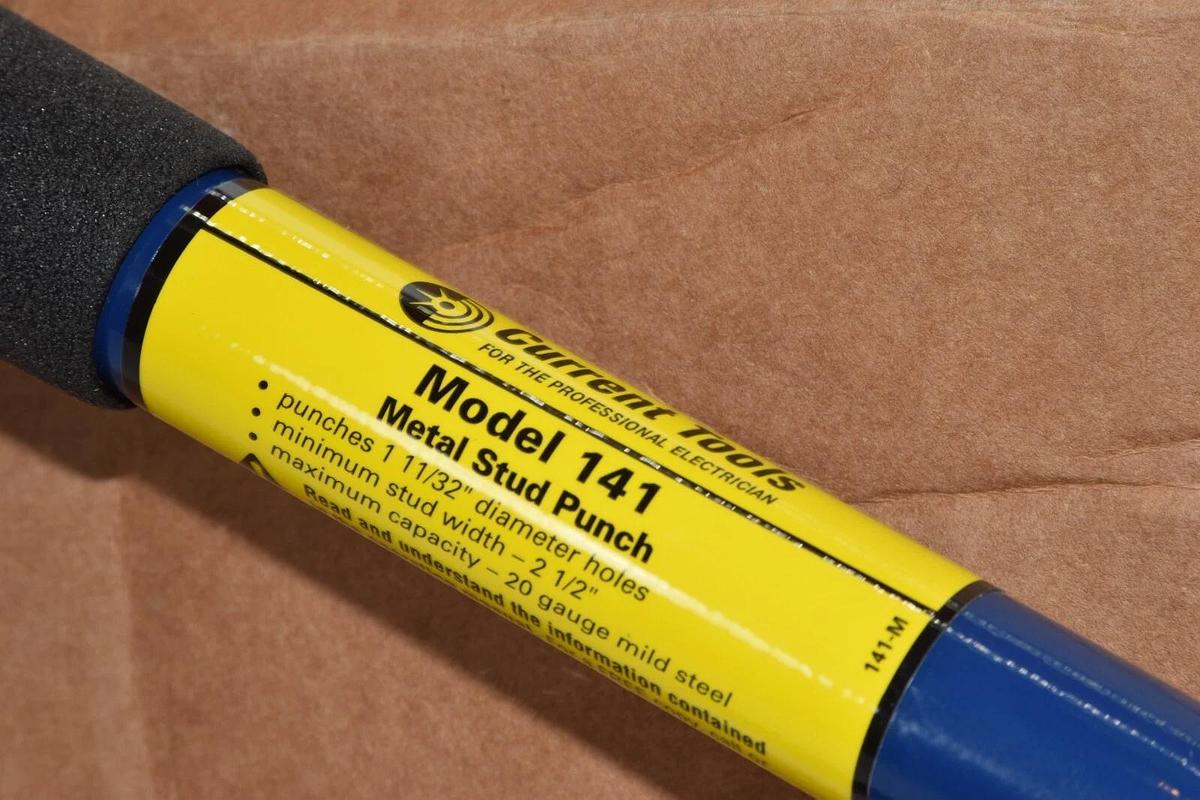 Current Tools
FOR THE PROFESSIONAL ELECTRICIAN
Model 141
Metal Stud Punch
• punches 1 11/32" diameter holes
• minimum stud width – 2 1/2"
• maximum capacity – 20 gauge mild steel
Read and understand the information contained
141-M